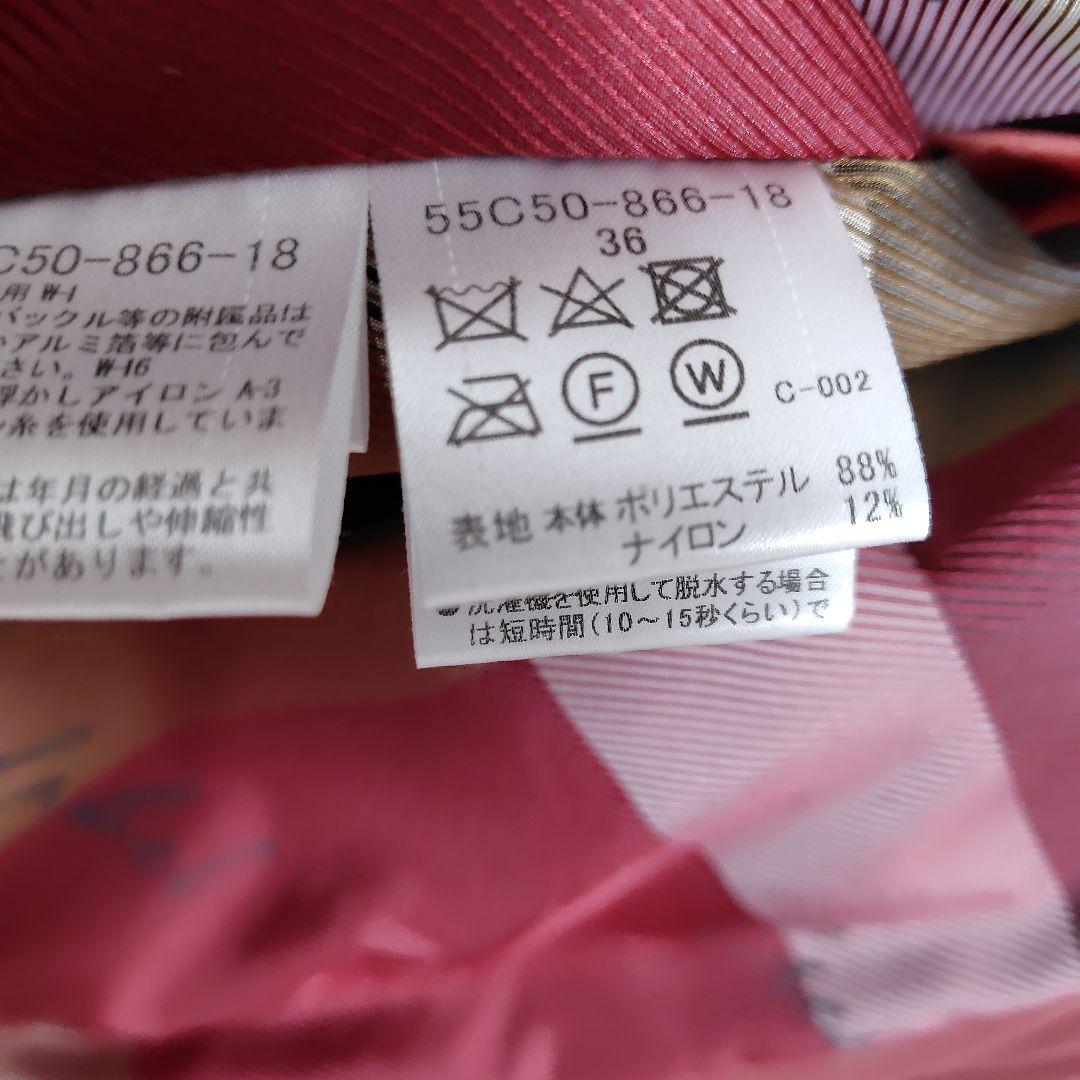 C50-866-18
用 W-1
バックル等の附属品は
アルミ箔等に包んで
さい。W-16
浮かしアイロン A-3
糸を使用していま
は年月の経過と共
飛び出しや伸縮性
があります。
55C50-866-18
36
F
W
C-002
表地 本体 ポリエステル 88%
ナイロン 12%
洗濯機を使用して脱水する場合
は短時間(10～15秒くらい)で